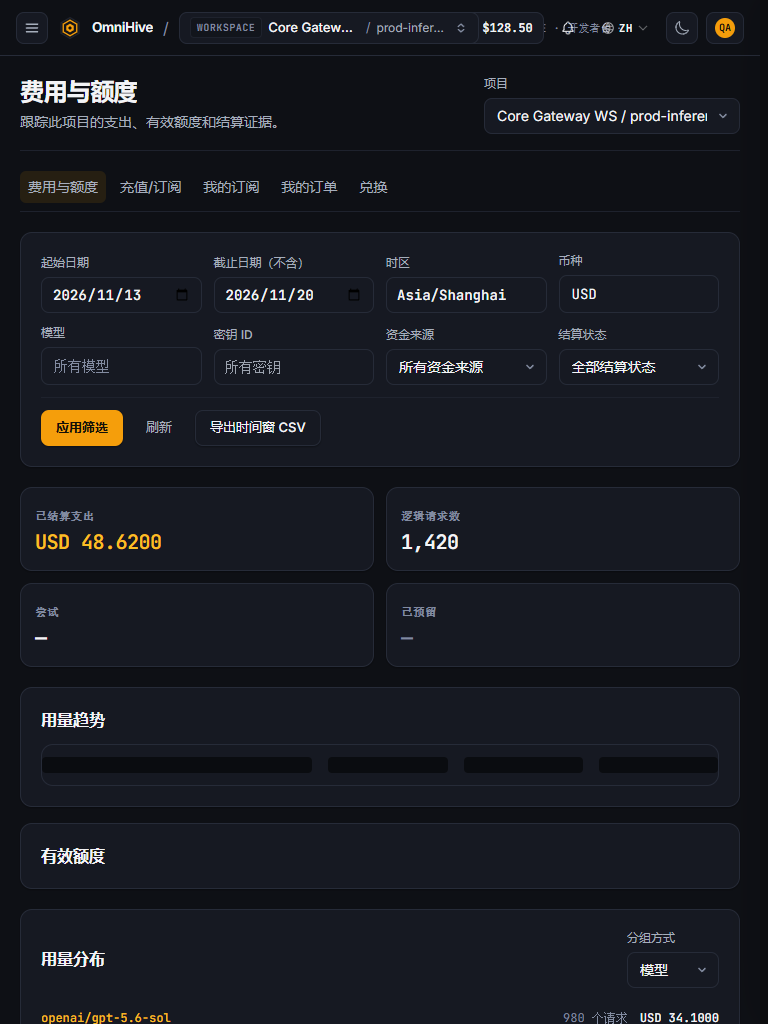 OmniHive / WORKSPACE Core Gatew... / prod-infer... $128.50 开发者 ZH QA
费用与额度
跟踪此项目的支出、有效额度和结算证据。
项目
Core Gateway WS / prod-infere
费用与额度 充值/订阅 我的订阅 我的订单 兑换
起始日期 截止日期（不含） 时区 币种
2026/11/13 2026/11/20 Asia/Shanghai USD
模型 密钥 ID 资金来源 结算状态
所有模型 所有密钥 所有资金来源 全部结算状态
应用筛选 刷新 导出时间窗 CSV
已结算支出 逻辑请求数
USD 48.6200 1,420
尝试 已预留
— —
用量趋势
有效额度
用量分布
分组方式
模型
openai/gpt-5.6-sol 980 个请求 USD 34.1000